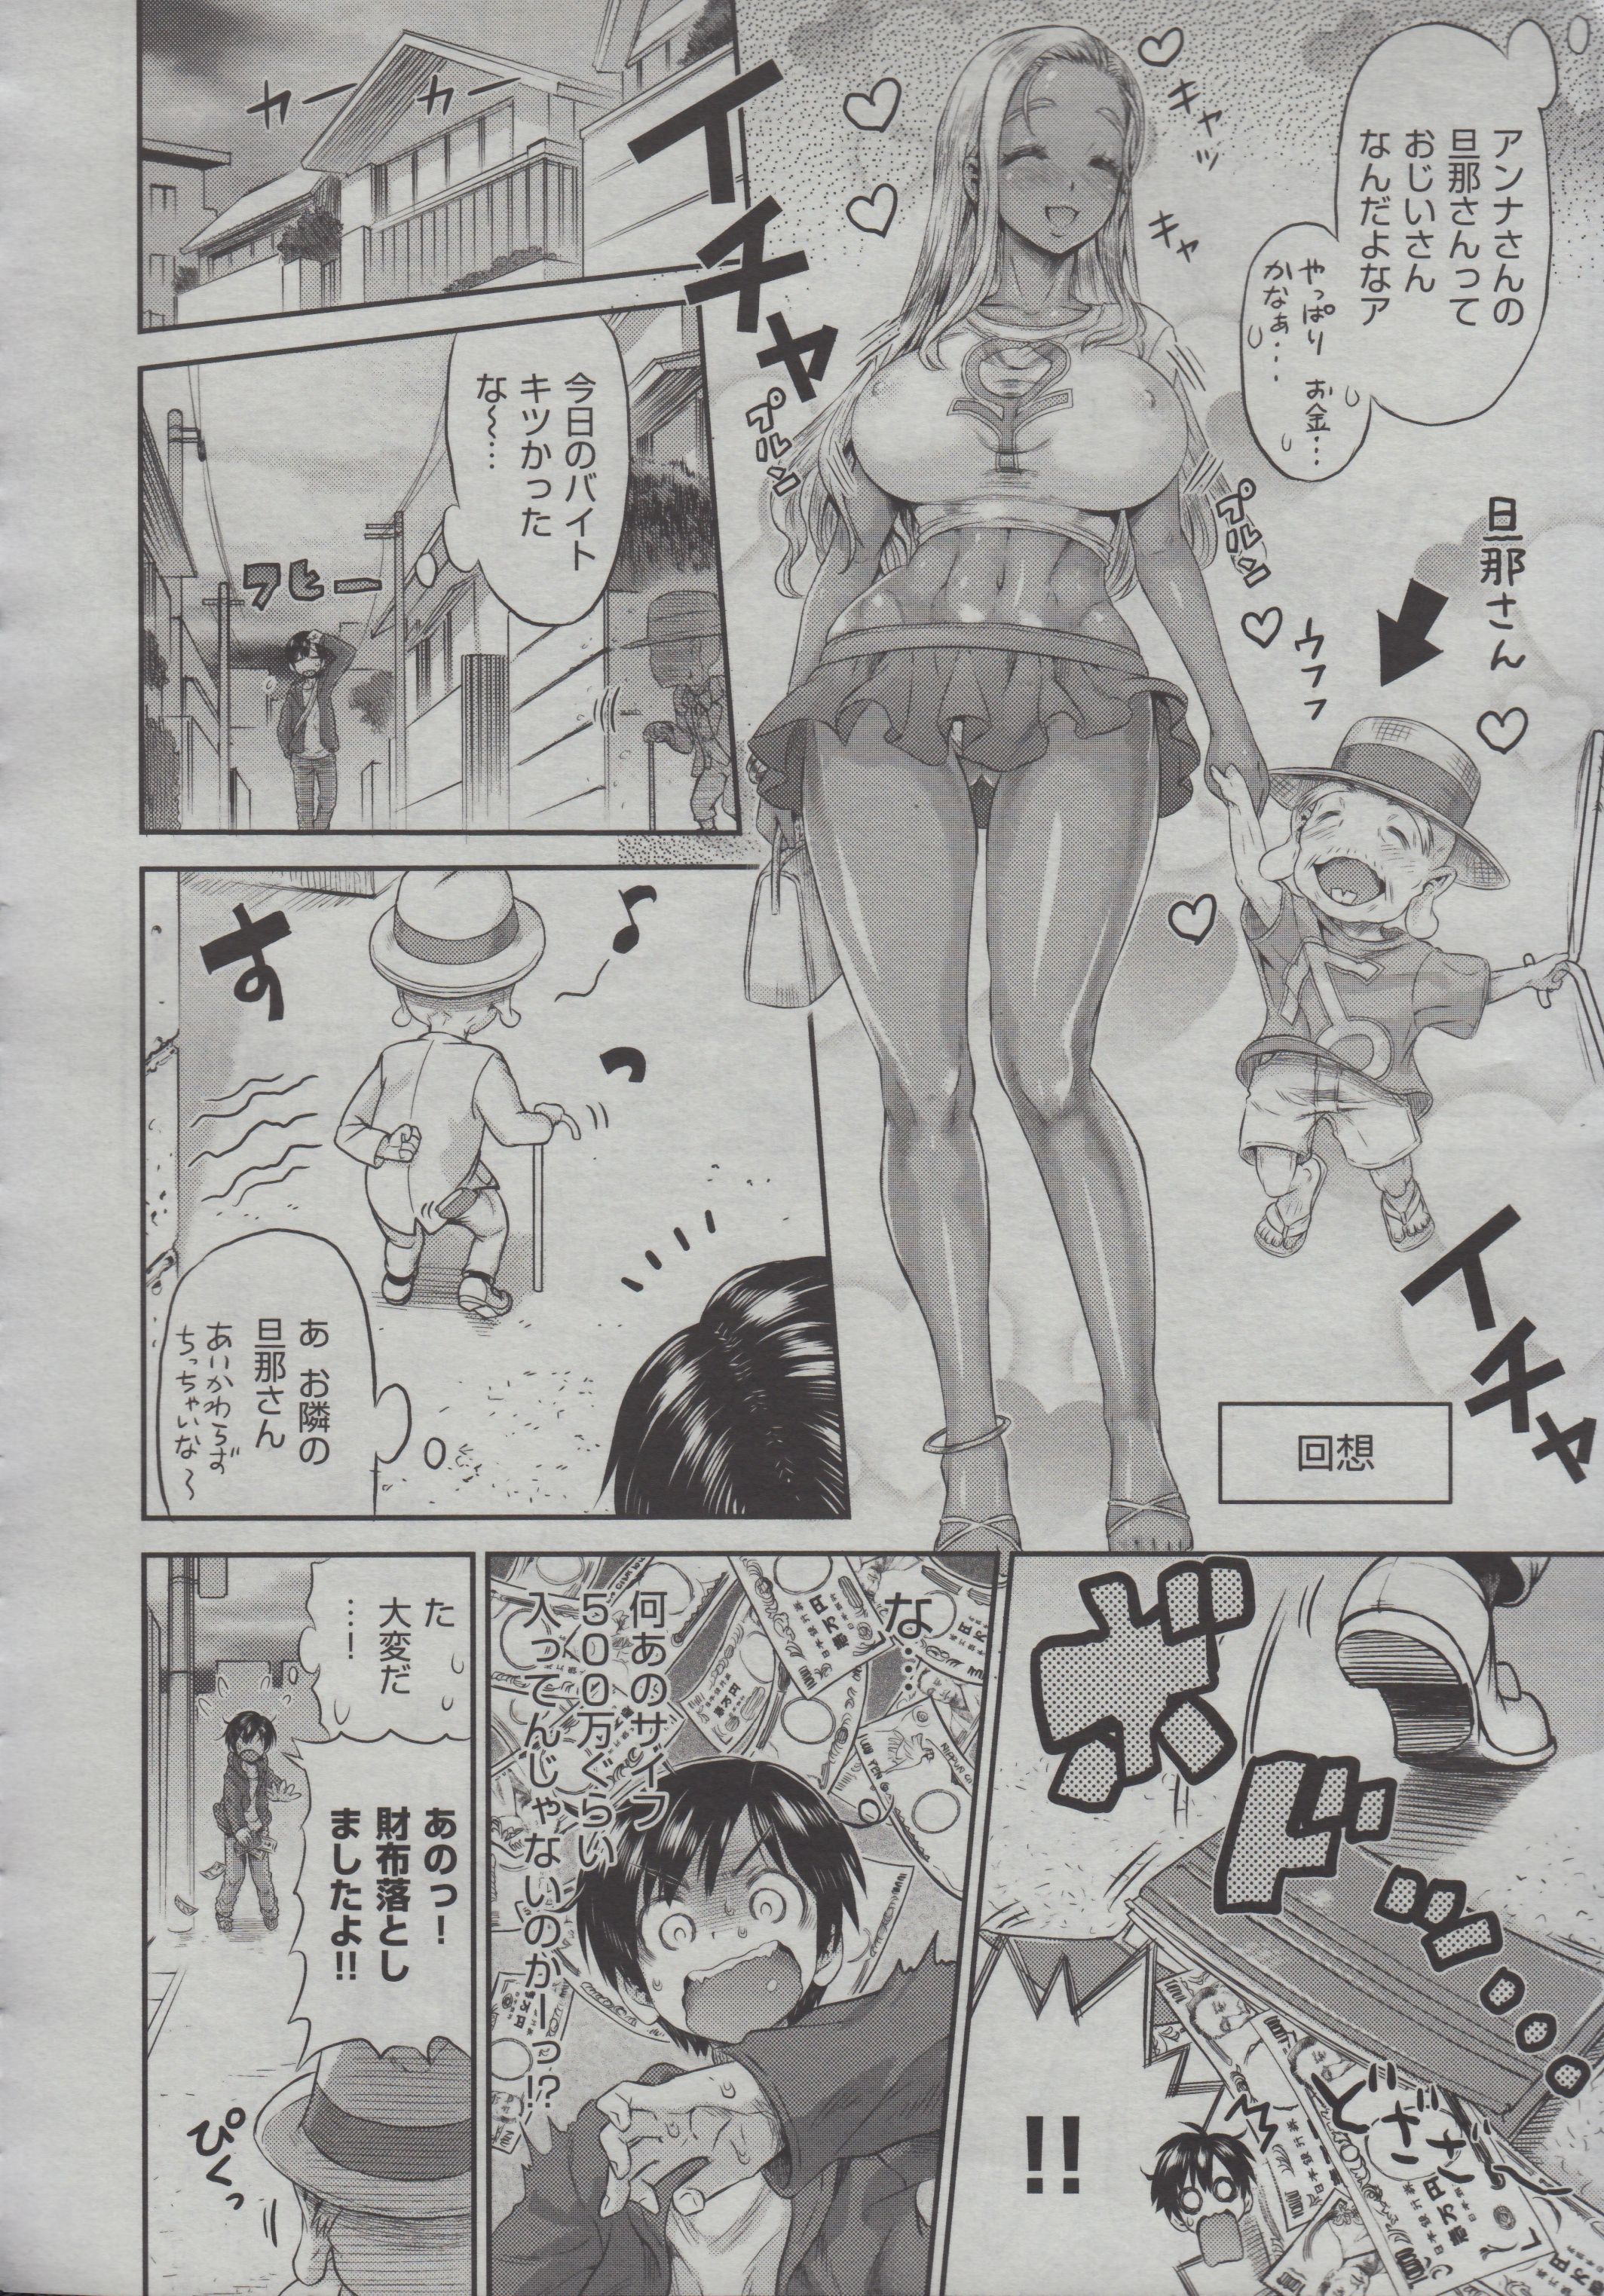 アンナさんの
旦那さんって
おじいさん
なんだよなア
やっぱり お金…
かなぁ…
キャッ
キャ
旦那さん♡
ウフフフ
プルン
プルン
イチャ
イチャ
回想
カー カー
今日のバイト
キツかった
な～…
フヒー
すっ
♪
あ お隣の
旦那さん
あいかわらず
ちっちゃいな～
ボドッ…
どサ
!!
な……
何あのサイフ
500万ぐらい
入ってんじゃないのかーっ!?
た
大変だ
…!
あのっ！
財布落とし
ましたよ!!
ぴくっ